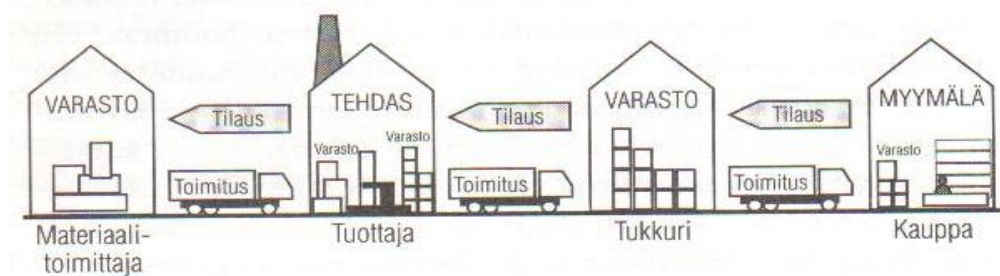 VARASTO
Tilaus
TEHDAS
Tilaus
VARASTO
Tilaus
MYYMÄLÄ
Varasto
Varasto
Varasto
Toimitus
Toimitus
Toimitus
Materiaali-
toimittaja
Tuottaja
Tukkuri
Kauppa